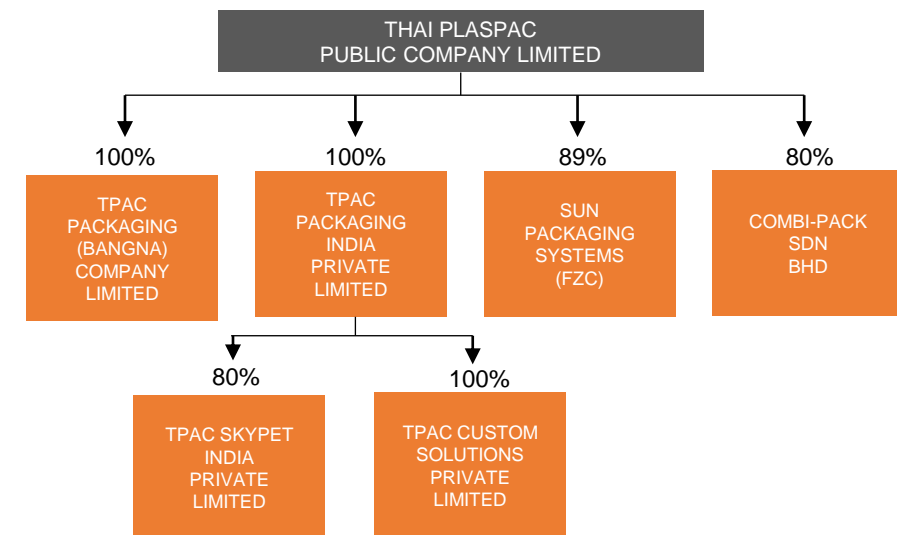 THAI PLASPAC
PUBLIC COMPANY LIMITED
100%
100%
89%
80%
TPAC
PACKAGING
(BANGNA)
COMPANY
LIMITED
TPAC
PACKAGING
INDIA
PRIVATE
LIMITED
SUN
PACKAGING
SYSTEMS
(FZC)
COMBI-PACK
SDN
BHD
80%
100%
TPAC SKYPET
INDIA
PRIVATE
LIMITED
TPAC CUSTOM
SOLUTIONS
PRIVATE
LIMITED